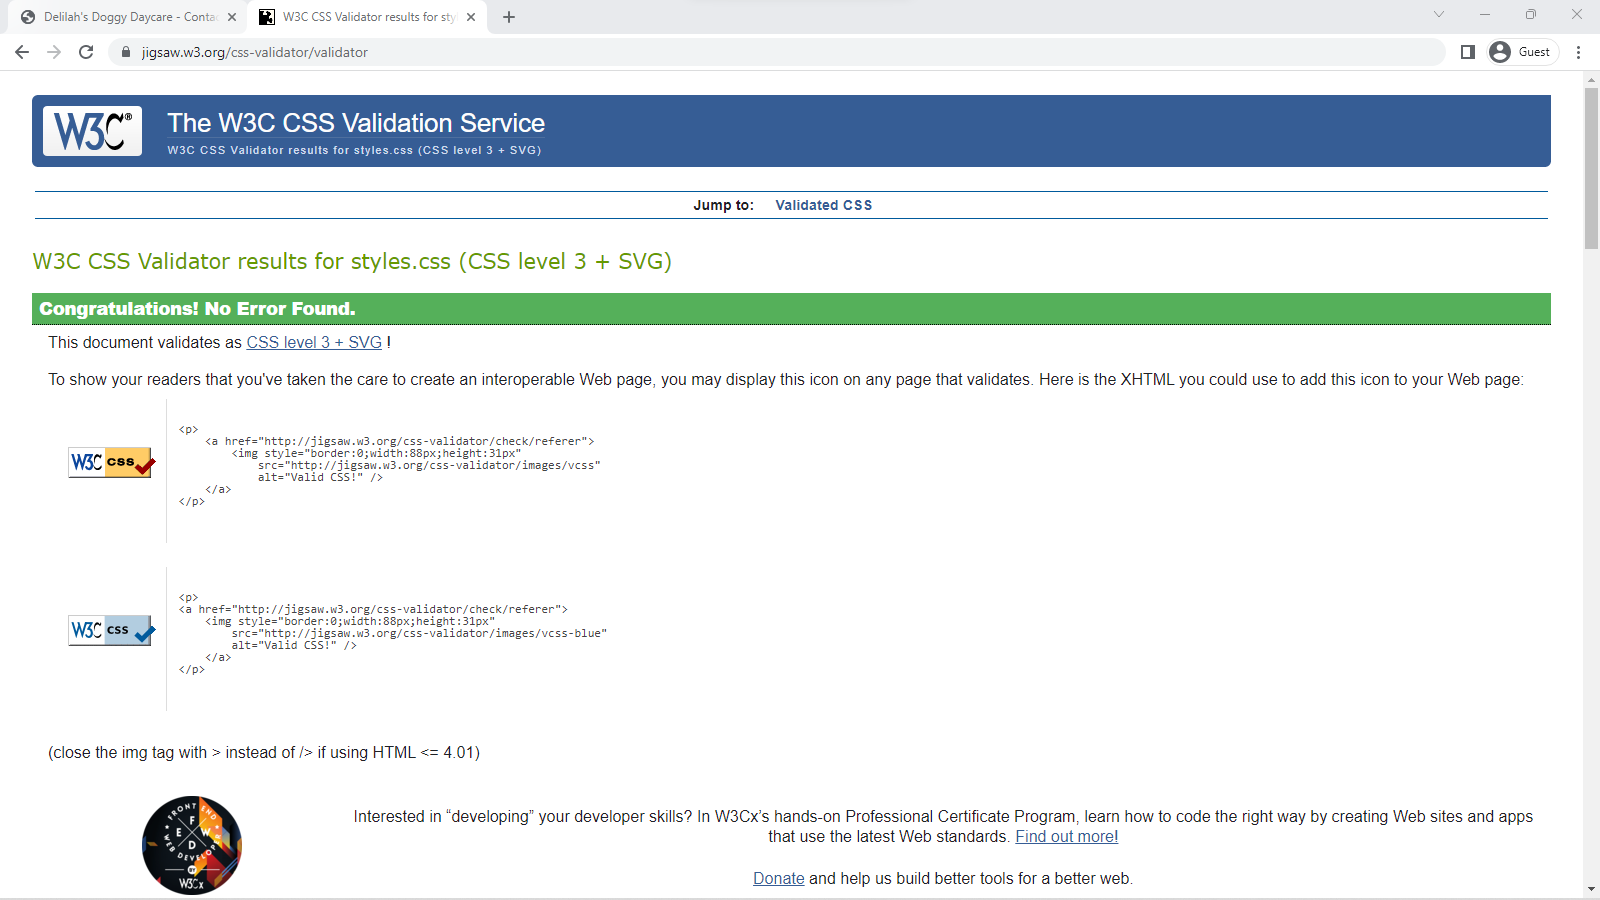 Delilah's Doggy Daycare - Conta
W3C CSS Validator results for sty
jigsaw.w3.org/css-validator/validator
Guest
W3C®
The W3C CSS Validation Service
W3C CSS Validator results for styles.css (CSS level 3 + SVG)
Jump to: Validated CSS
W3C CSS Validator results for styles.css (CSS level 3 + SVG)
Congratulations! No Error Found.
This document validates as CSS level 3 + SVG !
To show your readers that you've taken the care to create an interoperable Web page, you may display this icon on any page that validates. Here is the XHTML you could use to add this icon to your Web page:
W3C css
<p>
<a href="http://jigsaw.w3.org/css-validator/check/referer">
<img style="border:0;width:88px;height:31px"
src="http://jigsaw.w3.org/css-validator/images/vcss"
alt="Valid CSS!" />
</a>
</p>
W3C css
<p>
<a href="http://jigsaw.w3.org/css-validator/check/referer">
<img style="border:0;width:88px;height:31px"
src="http://jigsaw.w3.org/css-validator/images/vcss-blue"
alt="Valid CSS!" />
</a>
</p>
(close the img tag with > instead of /> if using HTML <= 4.01)
FRONT END
WEB DEVELOPER
F
E W
D
BY
W3Cx
Interested in “developing” your developer skills? In W3Cx’s hands-on Professional Certificate Program, learn how to code the right way by creating Web sites and apps
that use the latest Web standards. Find out more!
Donate and help us build better tools for a better web.